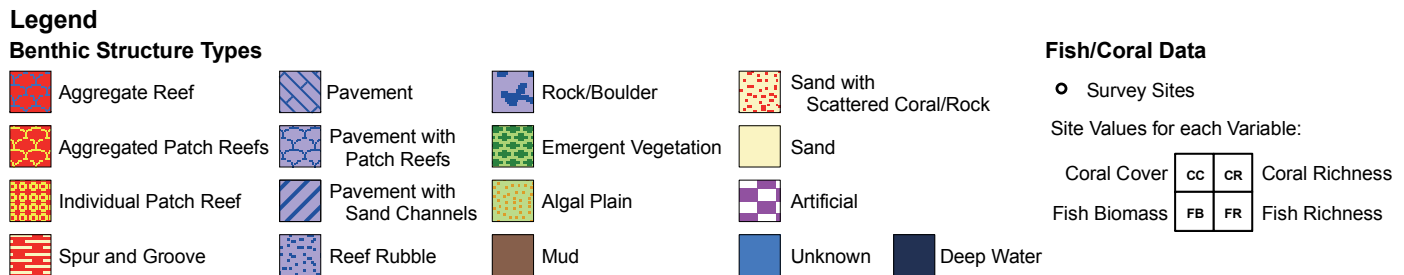 Legend
Benthic Structure Types
Aggregate Reef
Aggregated Patch Reefs
Individual Patch Reef
Spur and Groove
Pavement
Pavement with
Patch Reefs
Pavement with
Sand Channels
Reef Rubble
Rock/Boulder
Emergent Vegetation
Algal Plain
Mud
Sand with
Scattered Coral/Rock
Sand
Artificial
Unknown
Deep Water
Fish/Coral Data
Survey Sites
Site Values for each Variable:
Coral Cover CC CR Coral Richness
Fish Biomass FB FR Fish Richness